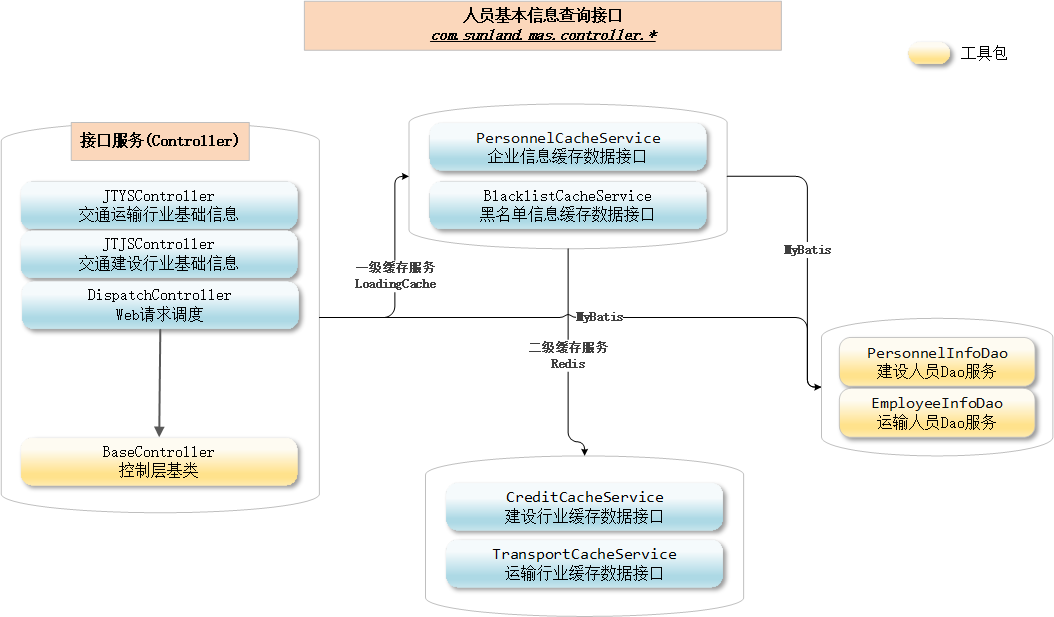 人员基本信息查询接口
com.sunland.mas.controller.*
工具包
接口服务(Controller)
JTYSController
交通运输行业基础信息
JTJSController
交通建设行业基础信息
DispatchController
Web请求调度
BaseController
控制层基类
PersonnelCacheService
企业信息缓存数据接口
BlacklistCacheService
黑名单信息缓存数据接口
一级缓存服务
LoadingCache
MyBatis
MyBatis
二级缓存服务
Redis
PersonnelInfoDao
建设人员Dao服务
EmployeeInfoDao
运输人员Dao服务
CreditCacheService
建设行业缓存数据接口
TransportCacheService
运输行业缓存数据接口